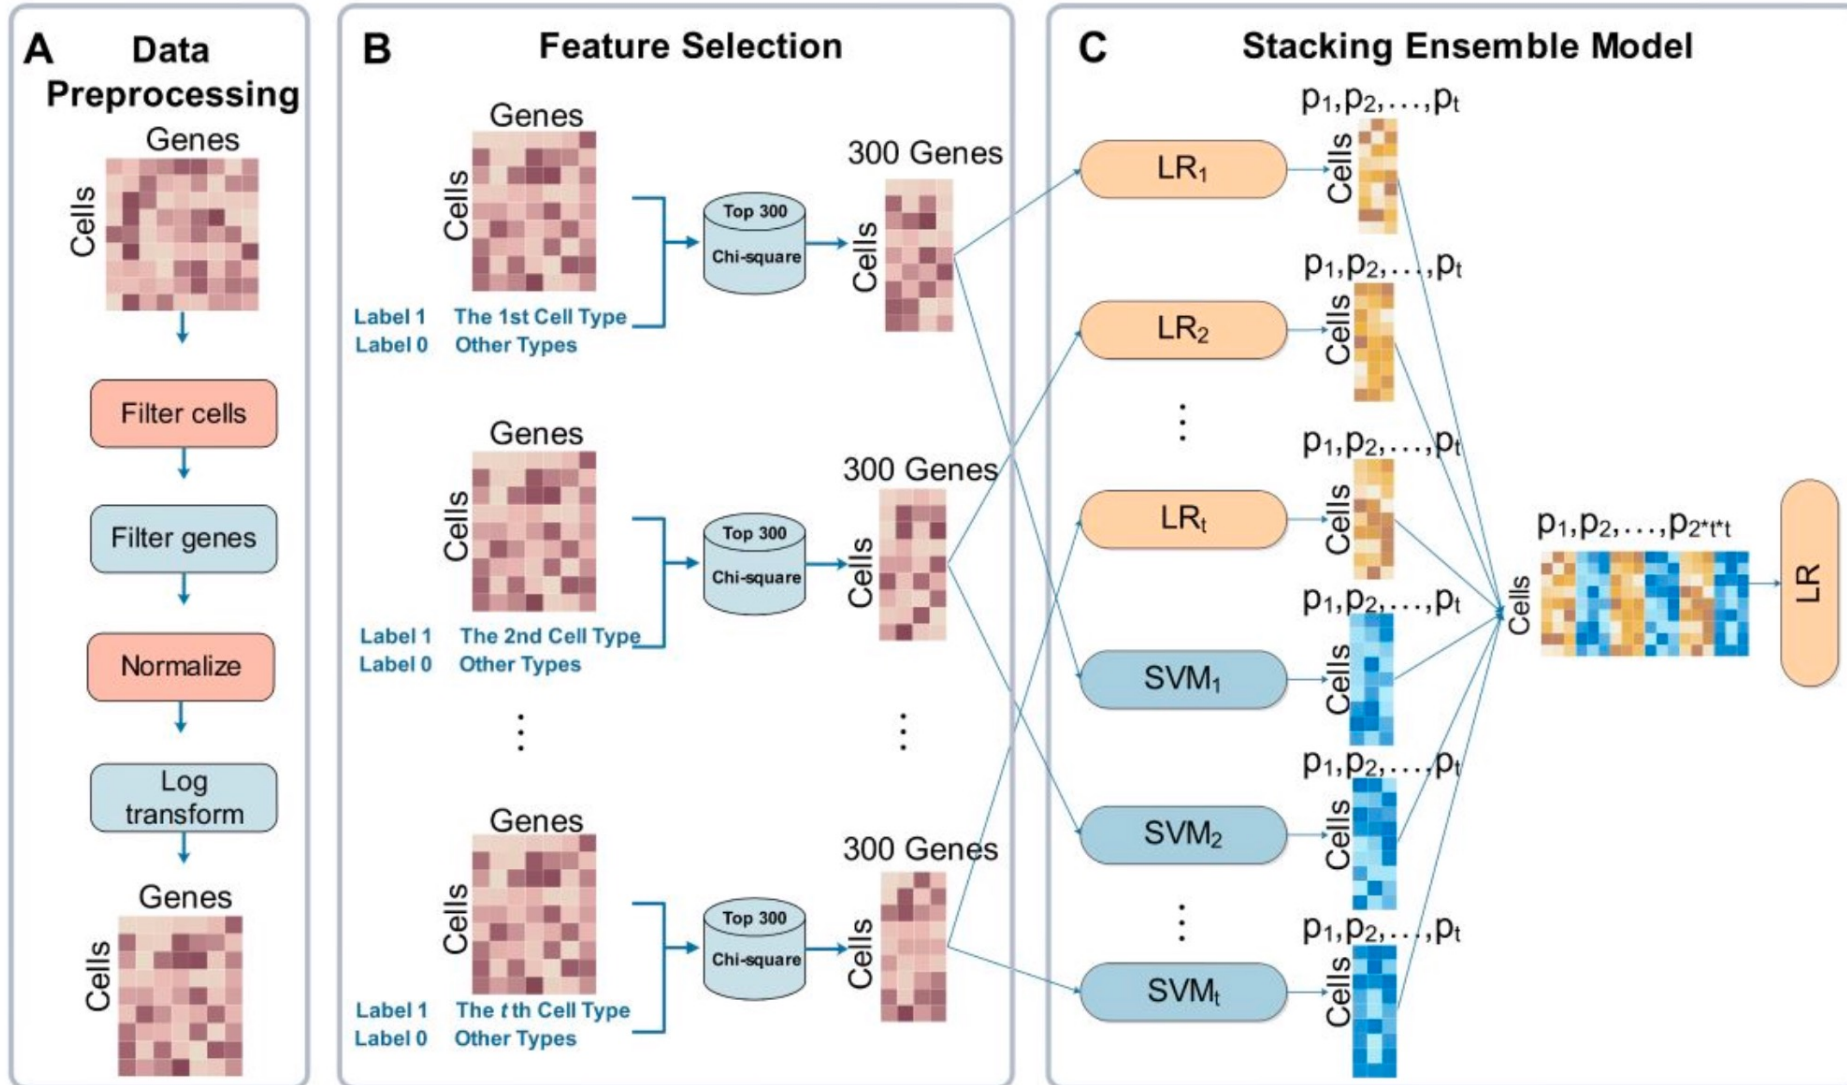 A
Data
Preprocessing
Genes
Cells
Filter cells
Filter genes
Normalize
Log
transform
Genes
Cells
B
Feature Selection
Genes
Cells
Label 1 The 1st Cell Type
Label 0 Other Types
Top 300
Chi-square
300 Genes
Cells
Genes
Cells
Label 1 The 2nd Cell Type
Label 0 Other Types
Top 300
Chi-square
300 Genes
Cells
⋮
⋮
Genes
Cells
Label 1 The t th Cell Type
Label 0 Other Types
Top 300
Chi-square
300 Genes
Cells
C
Stacking Ensemble Model
LR₁
p₁,p₂,…,pₜ
Cells
LR₂
p₁,p₂,…,pₜ
Cells
⋮
LRₜ
p₁,p₂,…,pₜ
Cells
SVM₁
p₁,p₂,…,pₜ
Cells
SVM₂
p₁,p₂,…,pₜ
Cells
⋮
SVMₜ
p₁,p₂,…,pₜ
Cells
p₁,p₂,…,p₂*ₜ*ₜ
Cells
LR